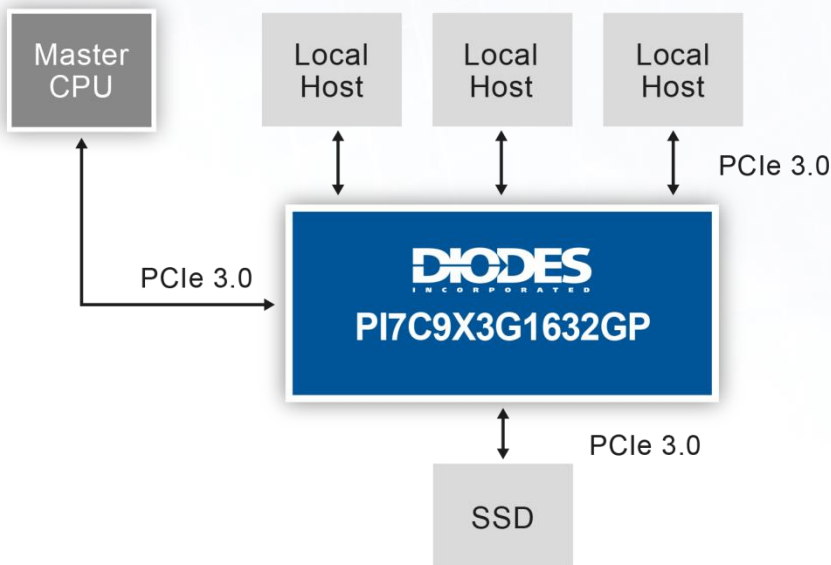 Master
CPU
Local
Host
Local
Host
Local
Host
PCIe 3.0
PCIe 3.0
DIODES
INCORPORATED
PI7C9X3G1632GP
PCIe 3.0
SSD